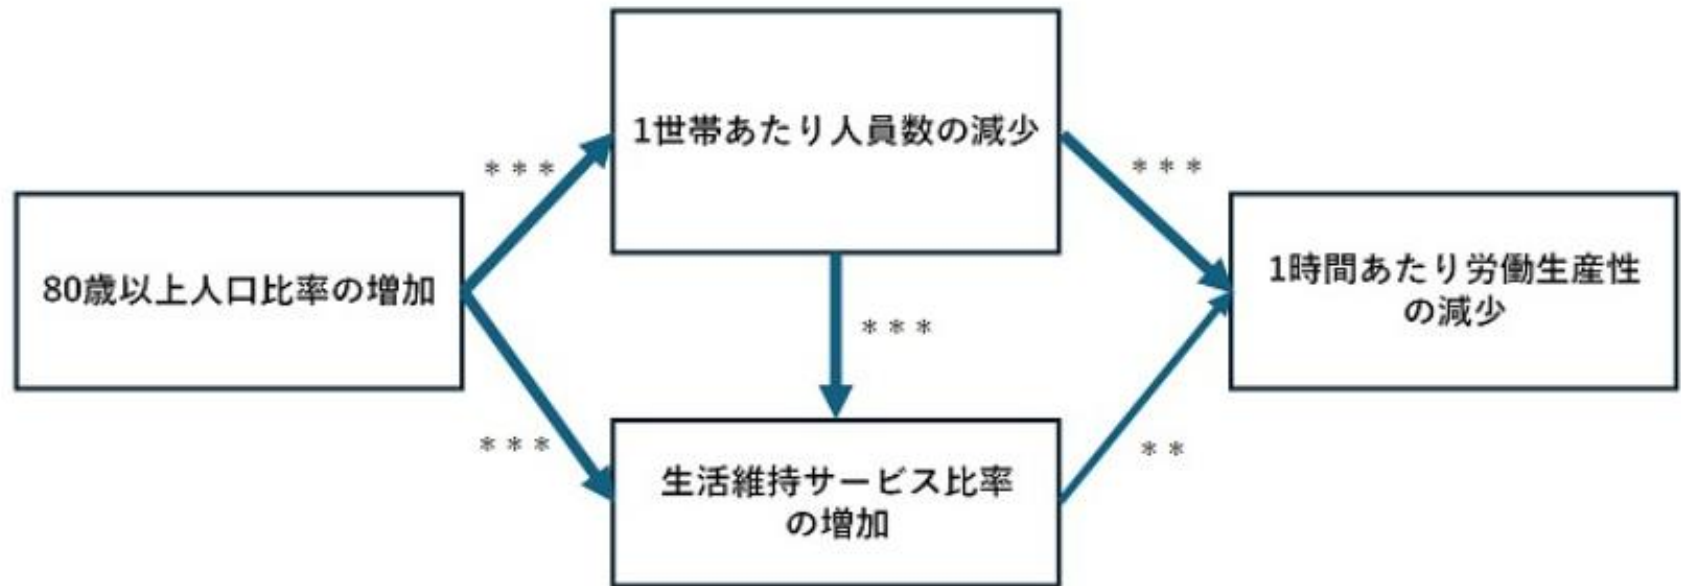 1世帯あたり人員数の減少
***
***
80歳以上人口比率の増加
1時間あたり労働生産性
の減少
***
***
**
生活維持サービス比率
の増加